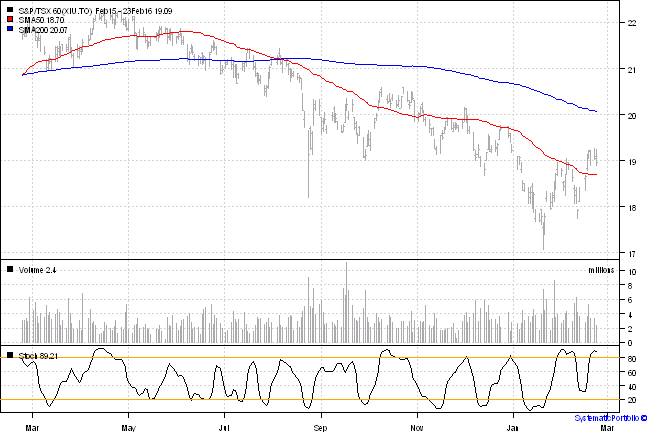 S&P/TSX 60(XIU.TO) Feb15 - 23Feb16 19.09
SMA50 18.70
SMA200 20.07
22
21
20
19
18
17
Volume 2.4
millions
10
8
6
4
2
0
Stoch 89.21
80
60
40
20
Mar May Jul Sep Nov Jan Mar
SystematicPortfolio ©